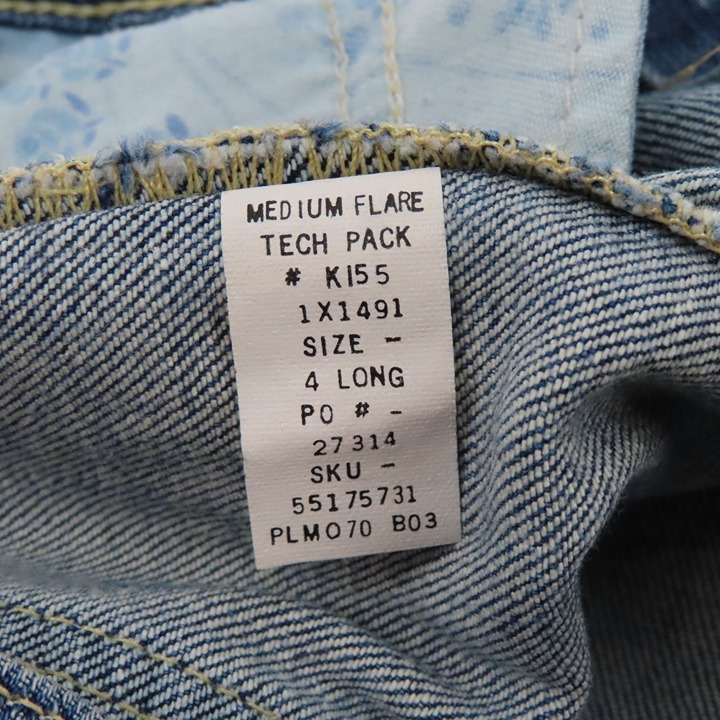 MEDIUM FLARE
TECH PACK
# K155
1X1491
SIZE -
4 LONG
PO # -
27314
SKU -
55175731
PLM070 B03